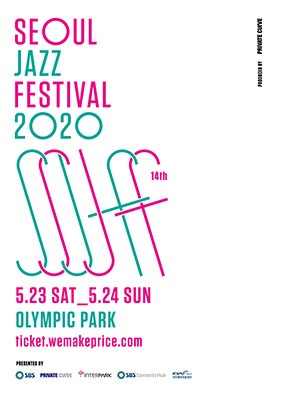 SEOUL
JAZZ
FESTIVAL
2020
14th
5.23 SAT_5.24 SUN
OLYMPIC PARK
ticket.wemakeprice.com
PRODUCED BY PRIVATE CURVE
PRESENTED BY
SBS PRIVATE CURVE INTERPARK SBS Contents Hub